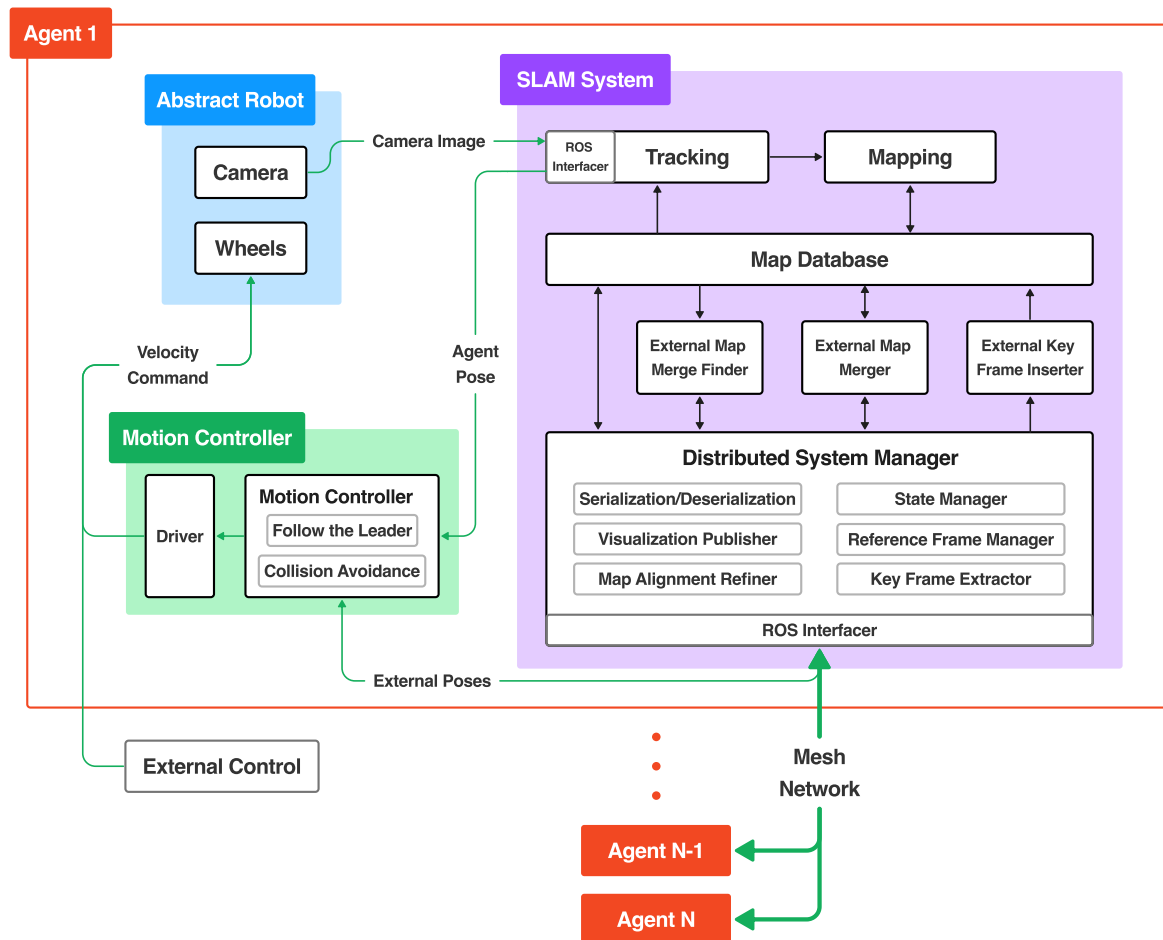 Agent 1
Abstract Robot
Camera
Wheels
Camera Image
SLAM System
ROS
Interfacer
Tracking
Mapping
Map Database
External Map
Merge Finder
External Map
Merger
External Key
Frame Inserter
Velocity
Command
Agent
Pose
Motion Controller
Driver
Motion Controller
Follow the Leader
Collision Avoidance
Distributed System Manager
Serialization/Deserialization
State Manager
Visualization Publisher
Reference Frame Manager
Map Alignment Refiner
Key Frame Extractor
ROS Interfacer
External Poses
External Control
Mesh
Network
Agent N-1
Agent N